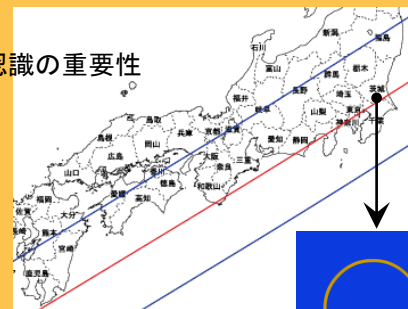 認識の重要性
新潟
福島
石川
富山
群馬
栃木
福井
長野
茨城
埼玉
岐阜
山梨
東京
神奈川
千葉
鳥取
島根
兵庫
京都
滋賀
愛知
静岡
岡山
広島
大阪
三重
奈良
山口
香川
和歌山
徳島
愛媛
高知
福岡
佐賀
大分
長崎
熊本
宮崎
鹿児島